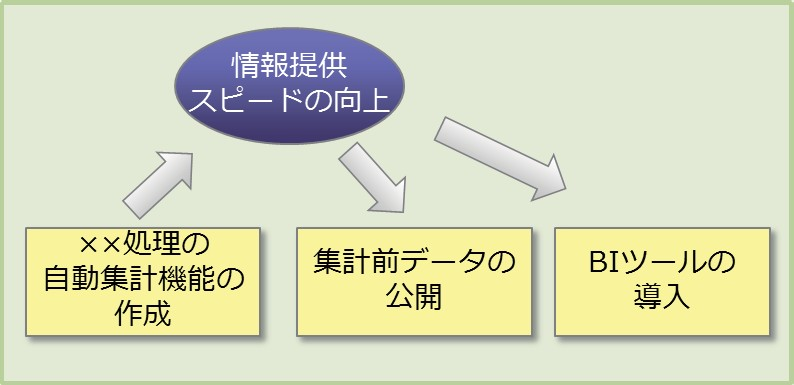 情報提供
スピードの向上
××処理の
自動集計機能の
作成
集計前データの
公開
BIツールの
導入